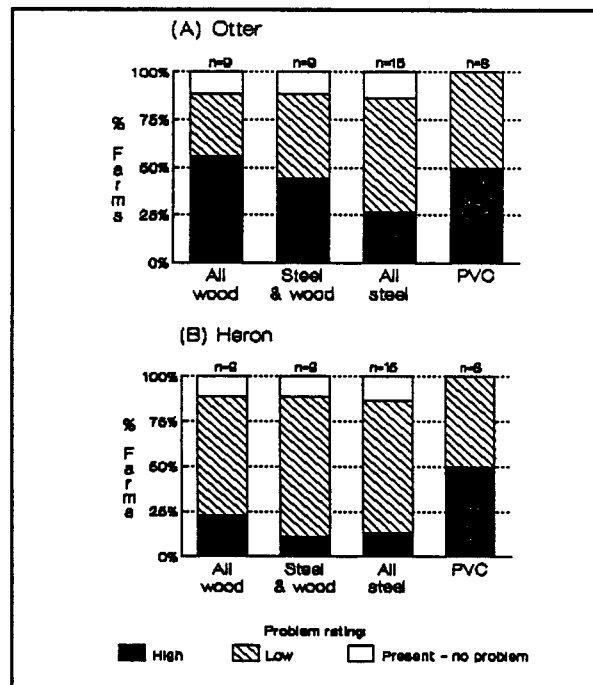 (A) Otter
n=9 n=9 n=15 n=6
100%
75%
50%
25%
0%
% Farms
All wood Steel & wood All steel PVC
(B) Heron
n=9 n=9 n=15 n=6
100%
75%
50%
25%
0%
% Farms
All wood Steel & wood All steel PVC
Problem rating:
High Low Present - no problem